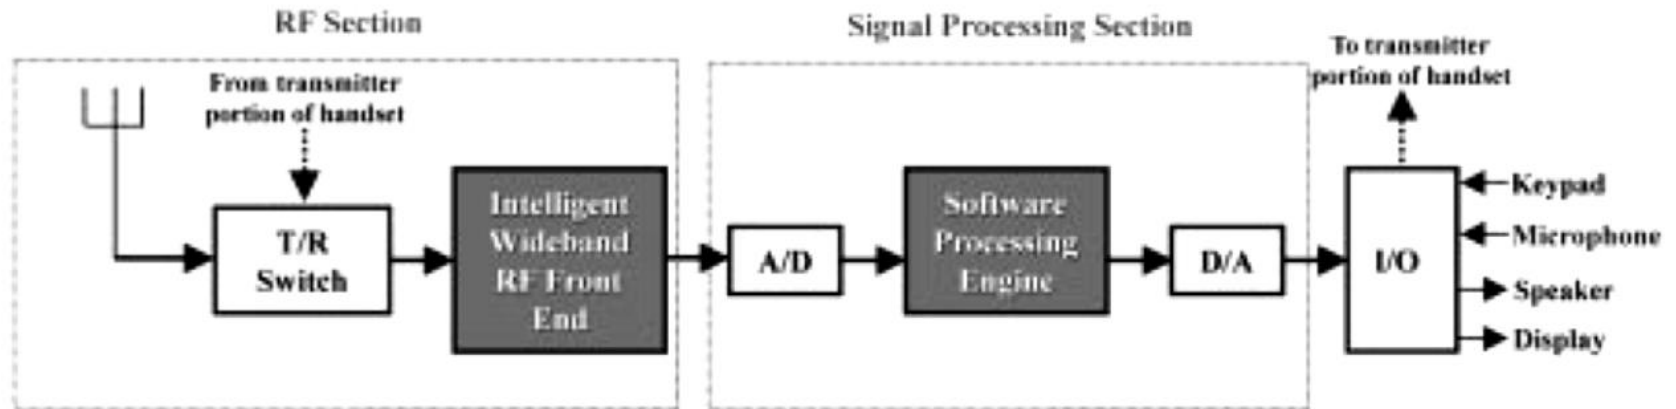 RF Section
Signal Processing Section
From transmitter
portion of handset
To transmitter
portion of handset
T/R
Switch
Intelligent
Wideband
RF Front
End
A/D
Software
Processing
Engine
D/A
I/O
Keypad
Microphone
Speaker
Display